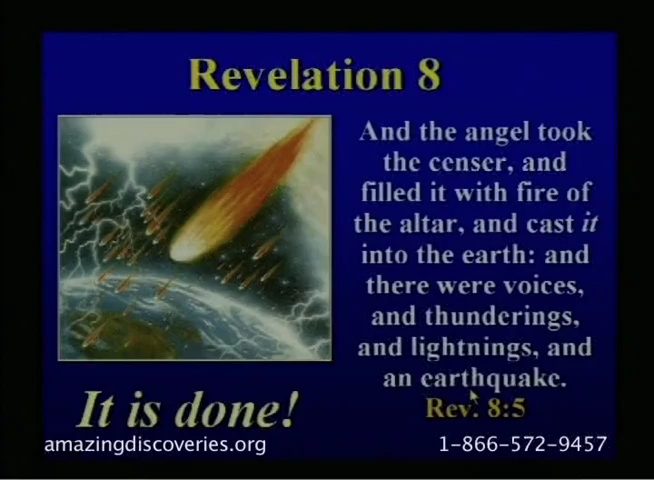 Revelation 8
And the angel took
the censer, and
filled it with fire of
the altar, and cast it
into the earth: and
there were voices,
and thunderings,
and lightnings, and
an earthquake.
Rev. 8:5
It is done!
amazingdiscoveries.org
1-866-572-9457